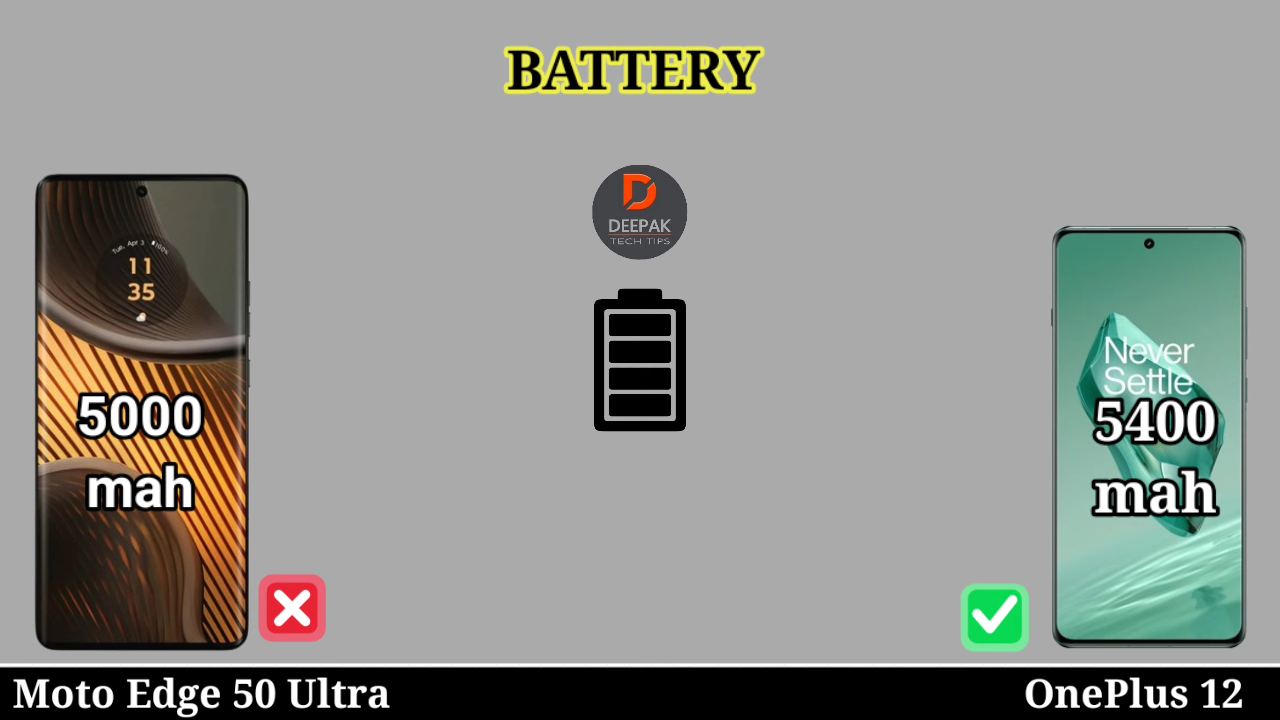 BATTERY
D
DEEPAK
TECH TIPS
Tue, Apr 3 100%
11
35
5000
mah
Never
Settle
5400
mah
Moto Edge 50 Ultra
OnePlus 12